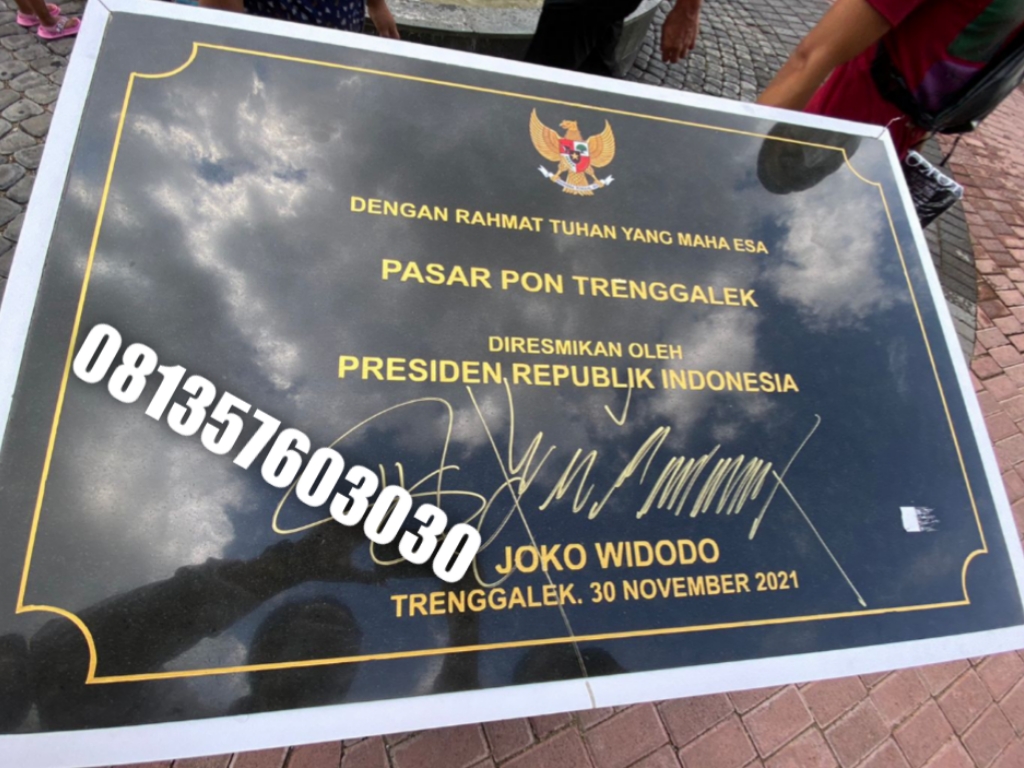 DENGAN RAHMAT TUHAN YANG MAHA ESA
PASAR PON TRENGGALEK
DIRESMIKAN OLEH
PRESIDEN REPUBLIK INDONESIA
081357603030
JOKO WIDODO
TRENGGALEK. 30 NOVEMBER 2021